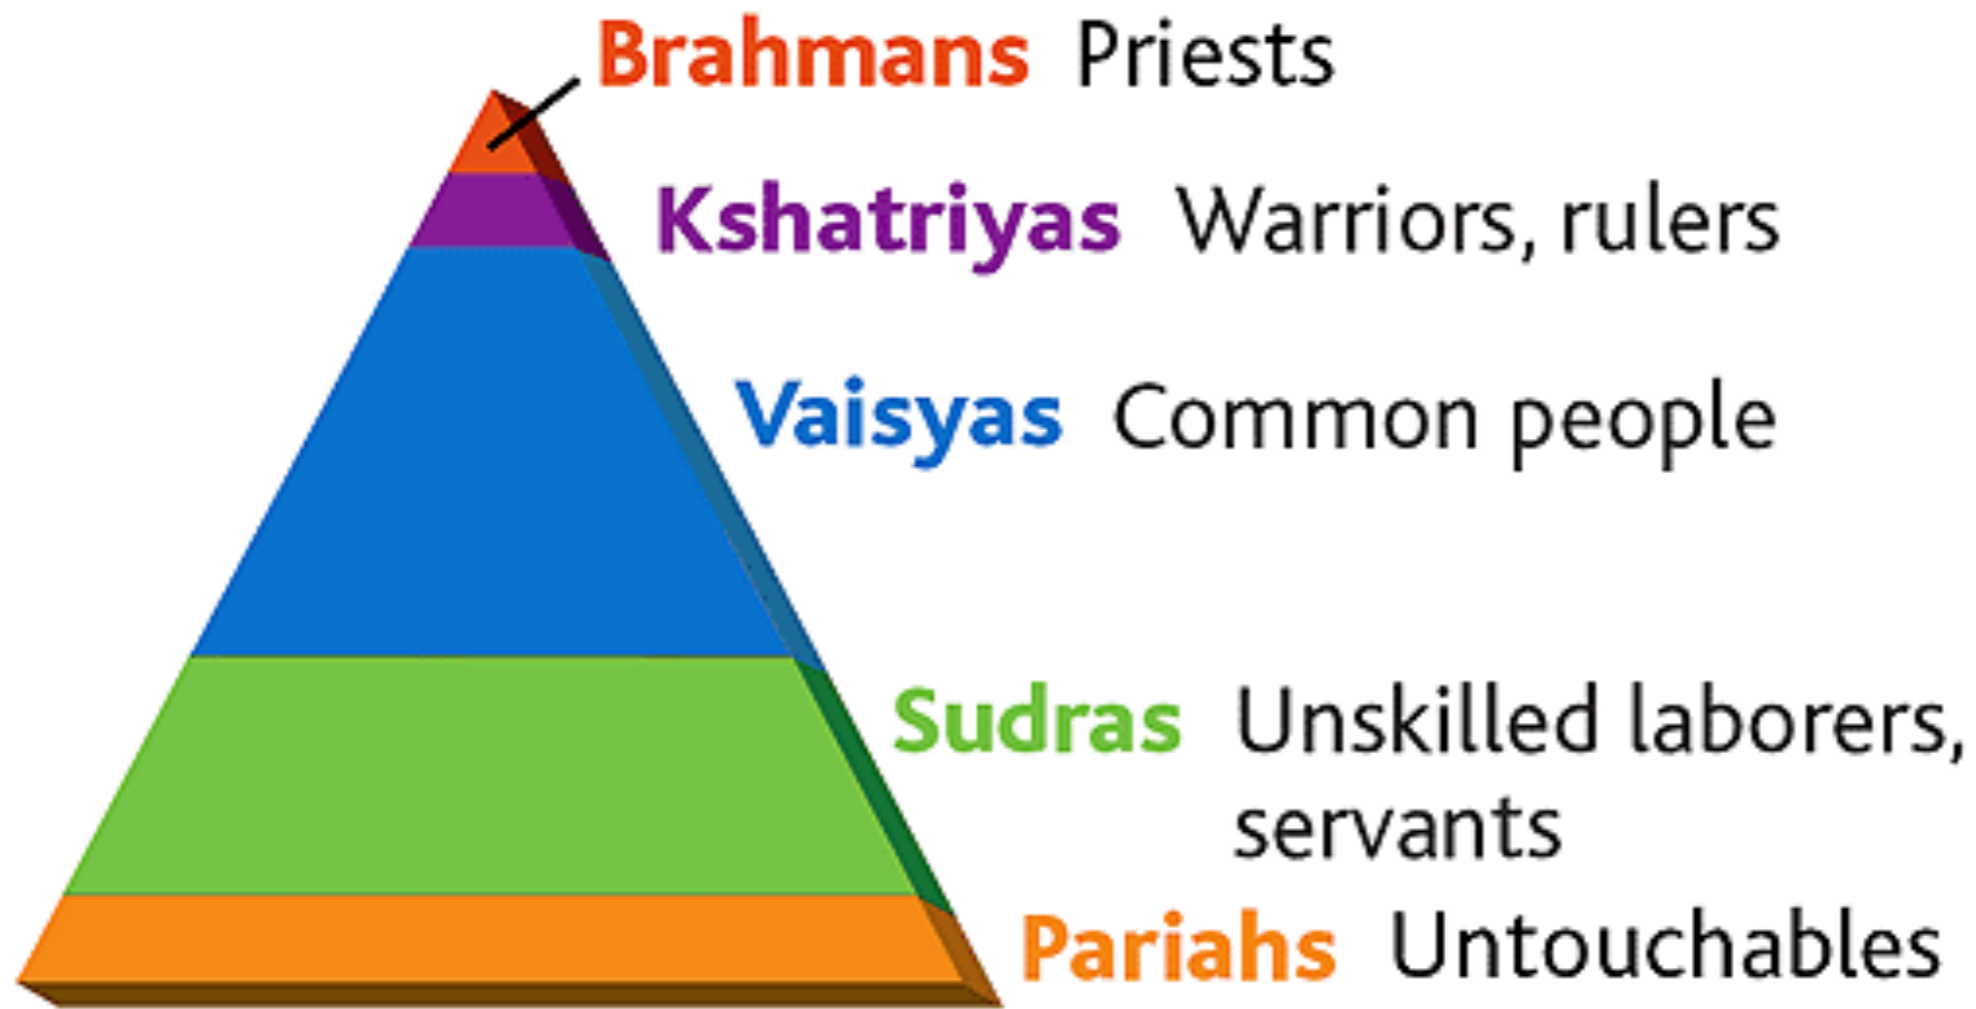 Brahmans Priests
Kshatriyas Warriors, rulers
Vaisyas Common people
Sudras Unskilled laborers,
servants
Pariahs Untouchables